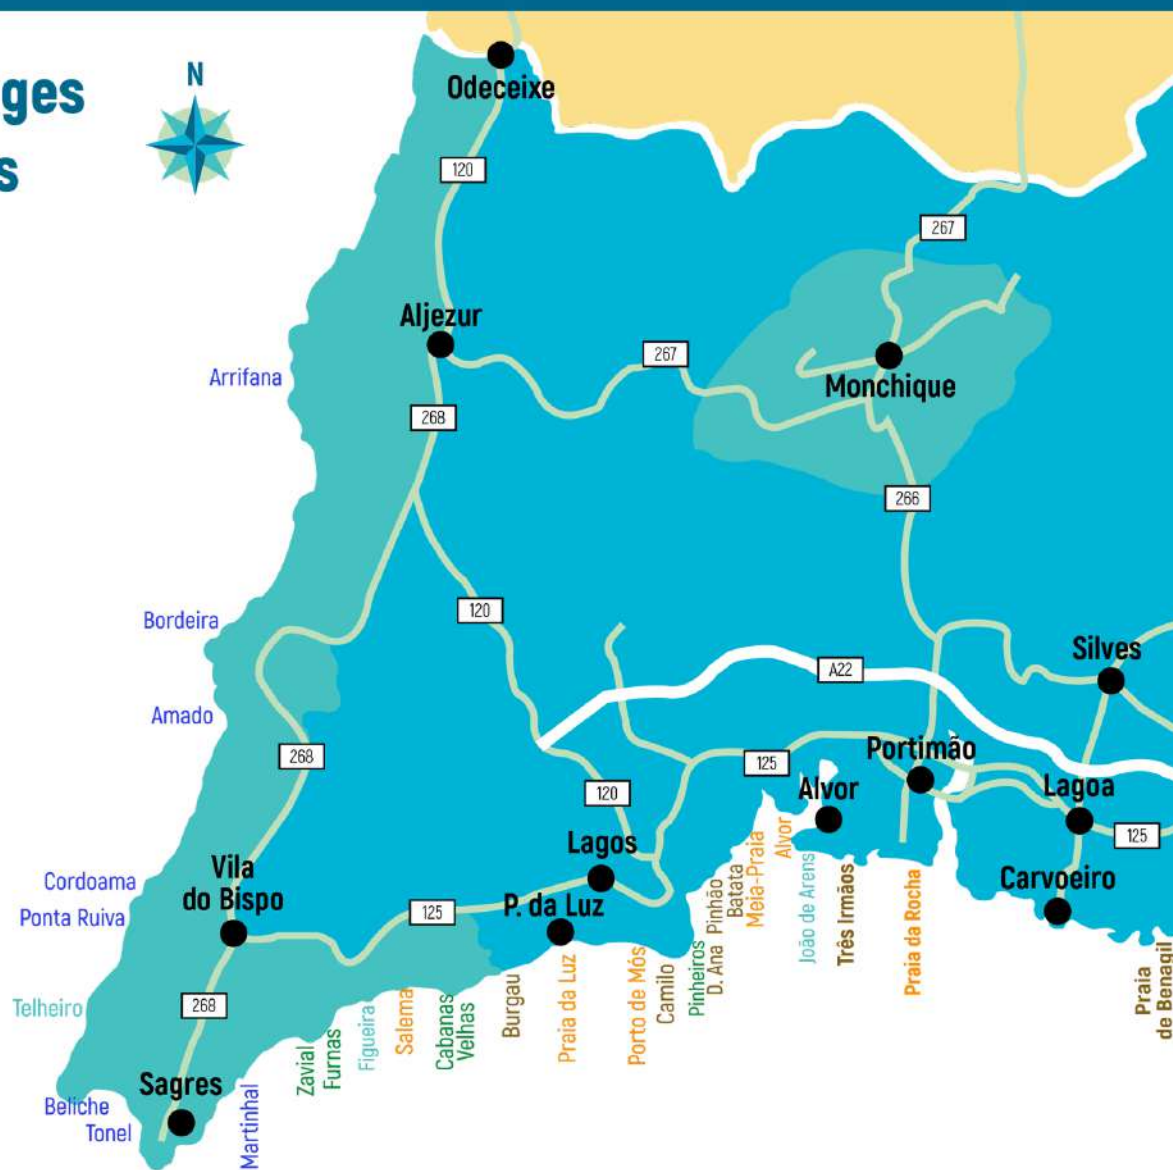 ges
s
N
Odeceixe
120
267
Aljezur
267
Arrifana
Monchique
268
266
Bordeira
120
Silves
A22
Amado
268
Portimão
125
Alvor
Lagoa
120
125
Lagos
Vila
do Bispo
Carvoeiro
Cordoama
Ponta Ruiva
125
P. da Luz
Telheiro
268
Sagres
Beliche
Tonel
Martinhal
Zavial
Furnas
Figueira
Salema
Cabanas
Velhas
Burgau
Praia da Luz
Porto de Mós
Camilo
Pinheiros
D. Ana
Pinhão
Batata
Meia-Praia
Alvor
João de Arens
Três Irmãos
Praia da Rocha
Praia
de Benagil